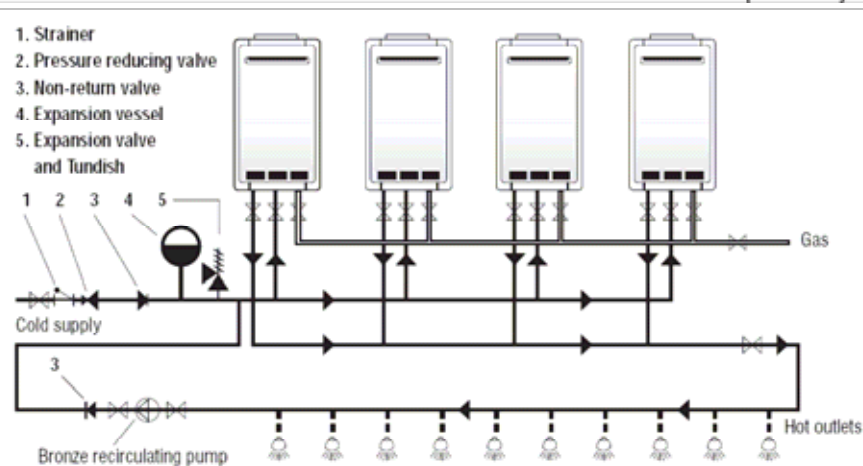 1. Strainer
2. Pressure reducing valve
3. Non-return valve
4. Expansion vessel
5. Expansion valve
and Tundish
1 2 3 4 5
Gas
Cold supply
3
Hot outlets
Bronze recirculating pump